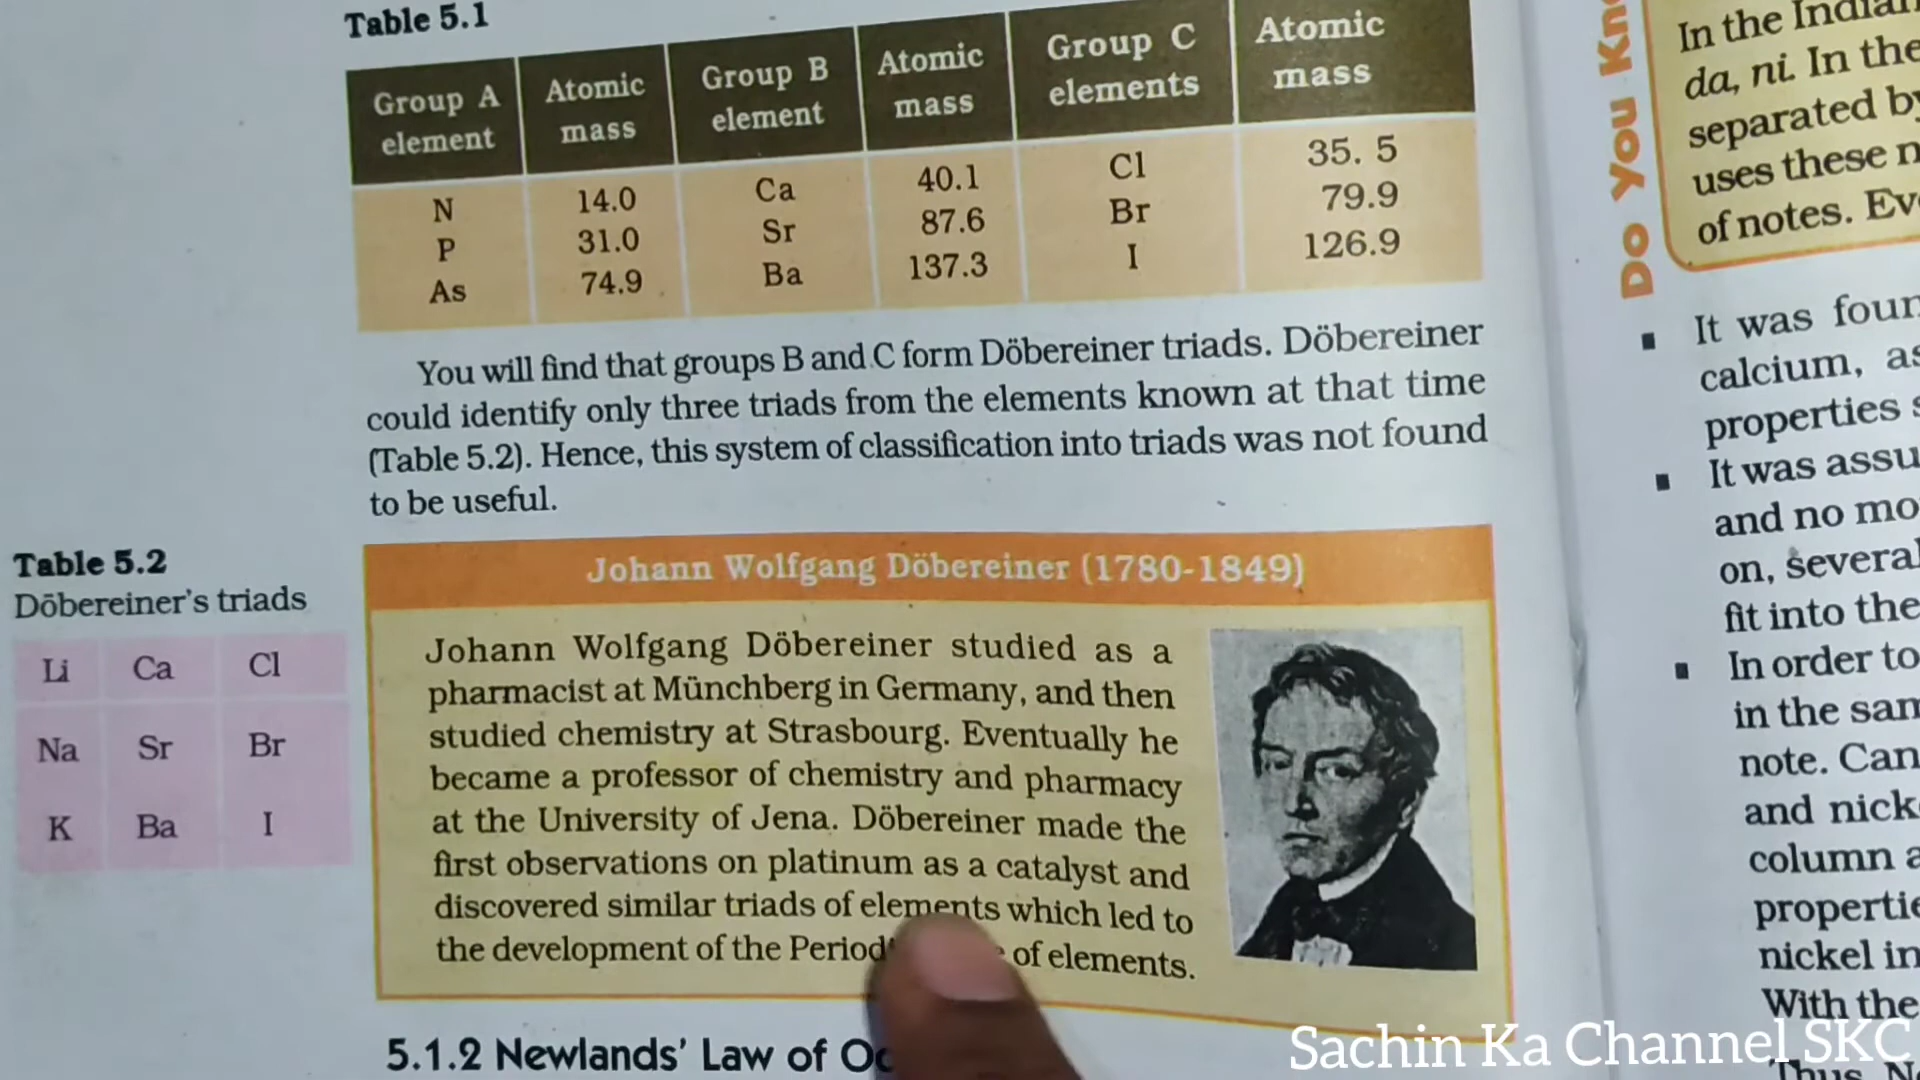 Table 5.1
Group A element | Atomic mass | Group B element | Atomic mass | Group C elements | Atomic mass
N 14.0 Ca 40.1 Cl 35. 5
P 31.0 Sr 87.6 Br 79.9
As 74.9 Ba 137.3 I 126.9
You will find that groups B and C form Döbereiner triads. Döbereiner
could identify only three triads from the elements known at that time
(Table 5.2). Hence, this system of classification into triads was not found
to be useful.
Table 5.2
Döbereiner's triads
Li Ca Cl
Na Sr Br
K Ba I
Johann Wolfgang Döbereiner (1780-1849)
Johann Wolfgang Döbereiner studied as a
pharmacist at Münchberg in Germany, and then
studied chemistry at Strasbourg. Eventually he
became a professor of chemistry and pharmacy
at the University of Jena. Döbereiner made the
first observations on platinum as a catalyst and
discovered similar triads of elements which led to
the development of the of elements.
5.1.2 Newlands' Law of
Do You
In the
da, ni. In the
separated
uses these
of notes.
It was
calcium,
properties
It was
and no
on, several
fit into the
In order to
in the
note.
and
column
nickel in
With the
Thus
Sachin Ka Channel SKC